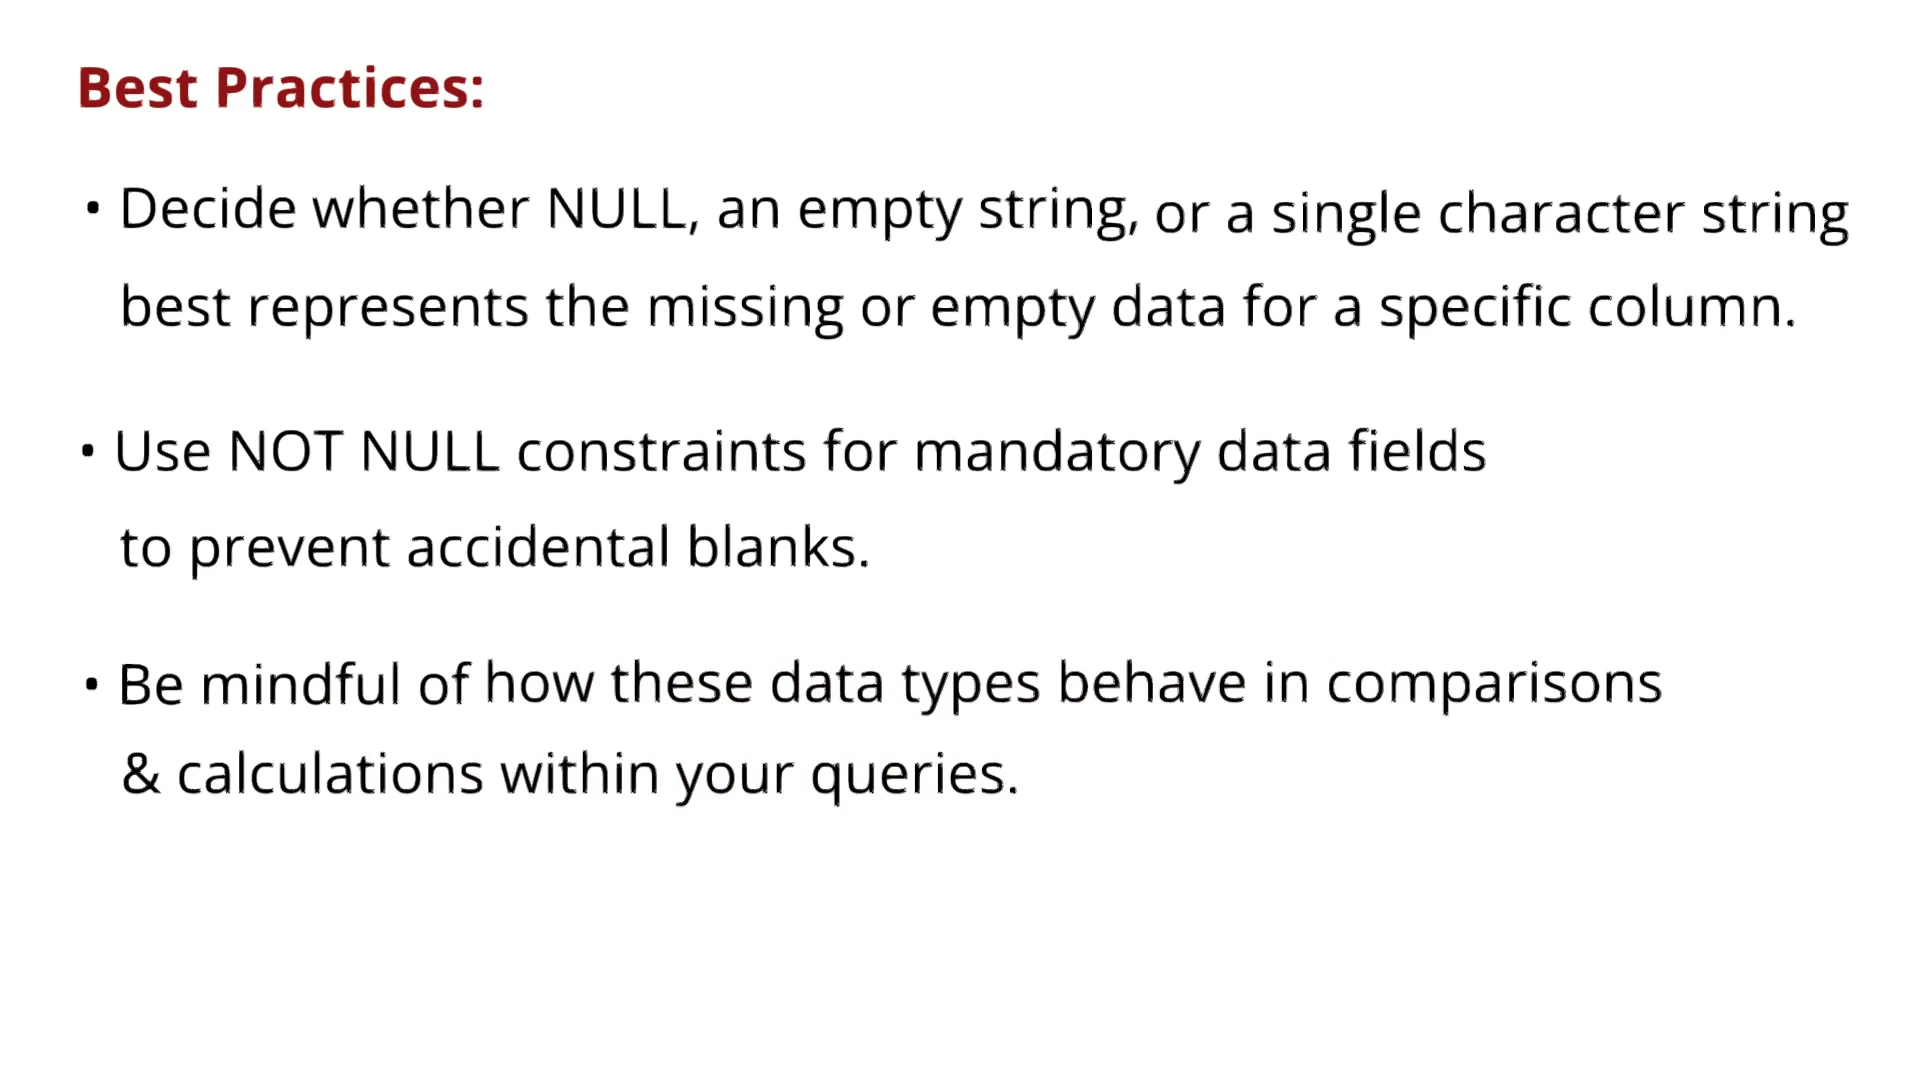 Best Practices:
• Decide whether NULL, an empty string, or a single character string
best represents the missing or empty data for a specific column.
• Use NOT NULL constraints for mandatory data fields
to prevent accidental blanks.
• Be mindful of how these data types behave in comparisons
& calculations within your queries.